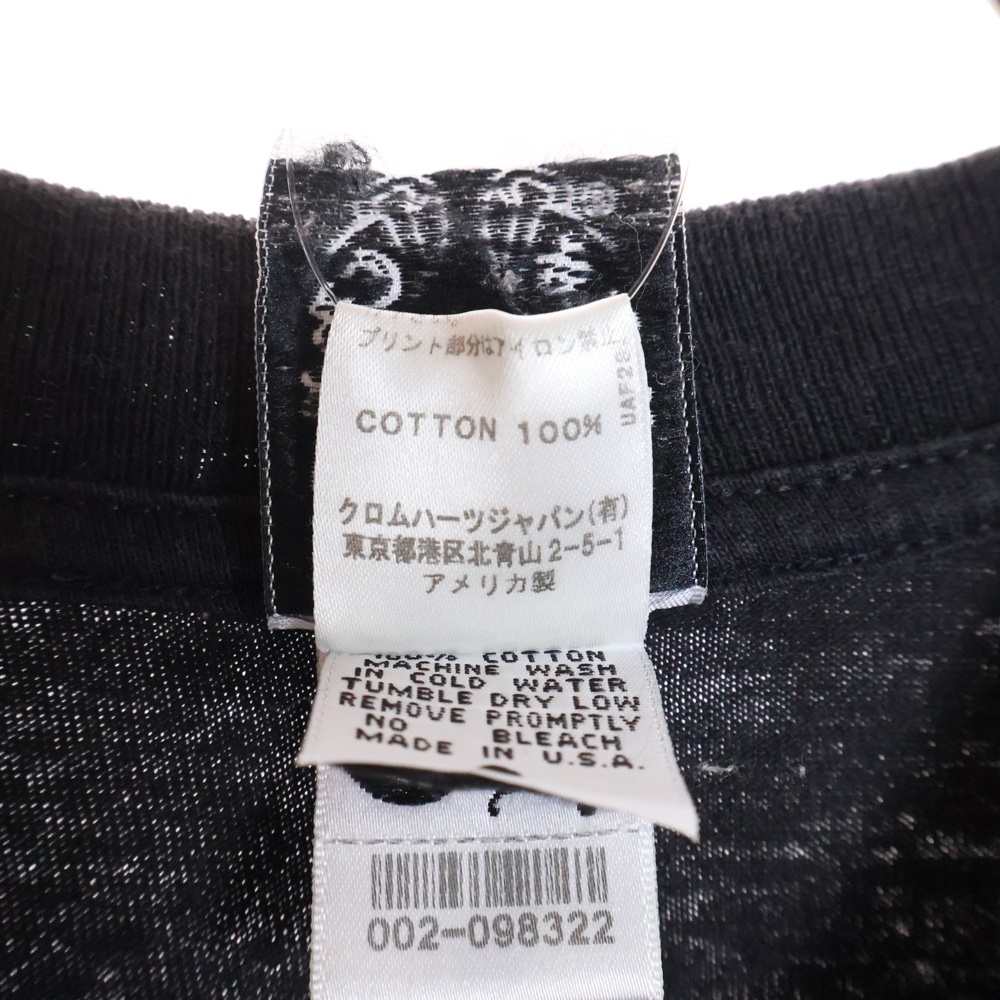 プリント部分はアイロン禁止
COTTON 100%
クロムハーツジャパン(有)
東京都港区北青山2-5-1
アメリカ製
100% COTTON
MACHINE WASH
IN COLD WATER
TUMBLE DRY LOW
REMOVE PROMPTLY
NO BLEACH
MADE IN U.S.A.
002-098322